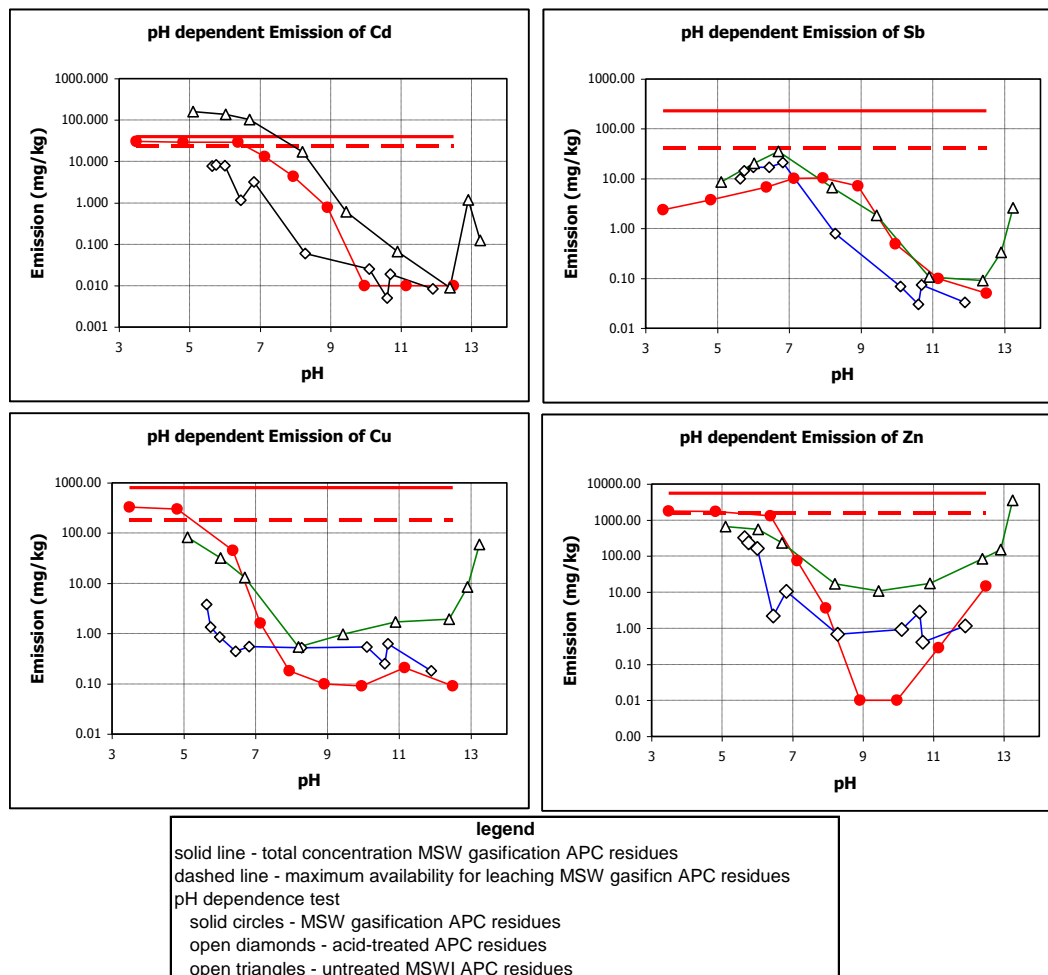 pH dependent Emission of Cd
Emission (mg/kg)
1000.000
100.000
10.000
1.000
0.100
0.010
0.001
3 5 7 9 11 13
pH
pH dependent Emission of Sb
Emission (mg/kg)
1000.00
100.00
10.00
1.00
0.10
0.01
3 5 7 9 11 13
pH
pH dependent Emission of Cu
Emission (mg/kg)
1000.00
100.00
10.00
1.00
0.10
0.01
3 5 7 9 11 13
pH
pH dependent Emission of Zn
Emission (mg/kg)
10000.00
1000.00
100.00
10.00
1.00
0.10
0.01
0.00
3 5 7 9 11 13
pH
legend
solid line - total concentration MSW gasification APC residues
dashed line - maximum availability for leaching MSW gasificn APC residues
pH dependence test
solid circles - MSW gasification APC residues
open diamonds - acid-treated APC residues
open triangles - untreated MSWI APC residues